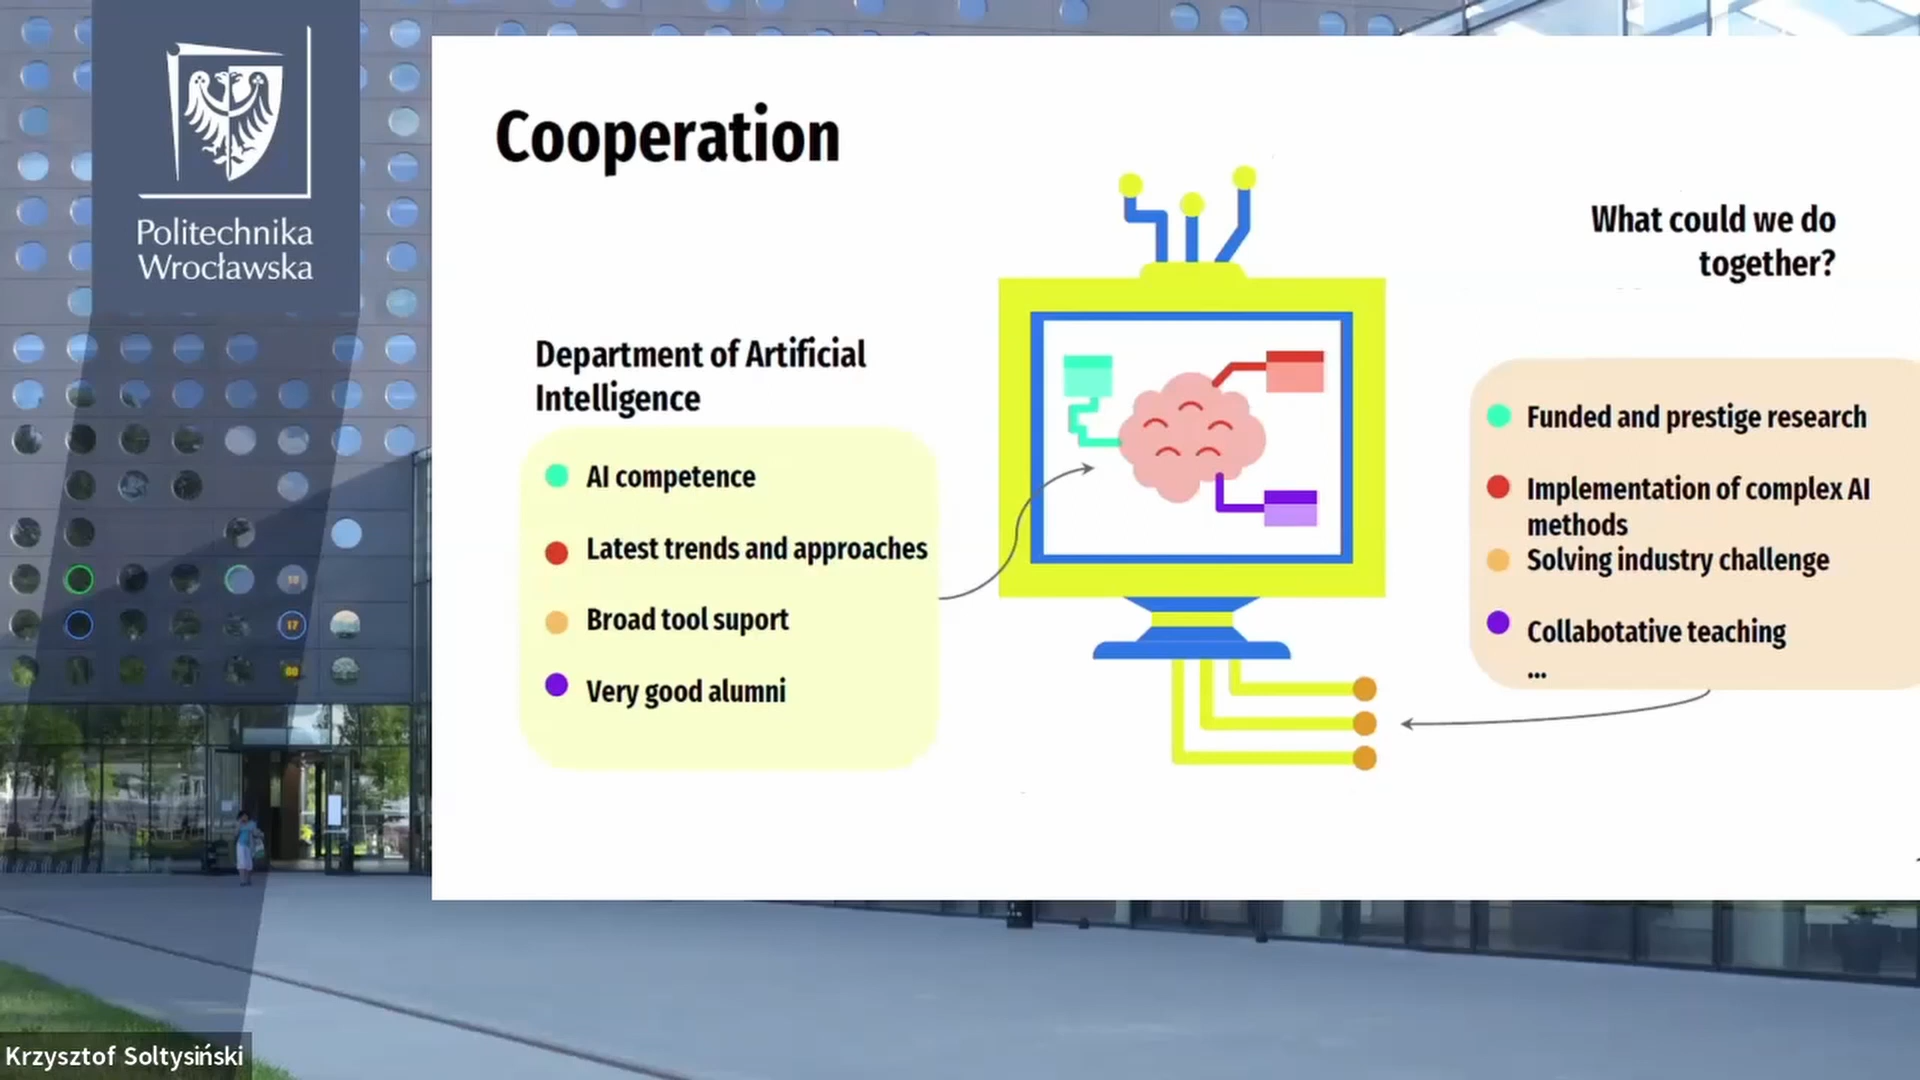 Politechnika
Wrocławska
Cooperation
What could we do
together?
Department of Artificial
Intelligence
AI competence
Latest trends and approaches
Broad tool suport
Very good alumni
Funded and prestige research
Implementation of complex AI
methods
Solving industry challenge
Collabotative teaching
...
17
Krzysztof Soltysiński